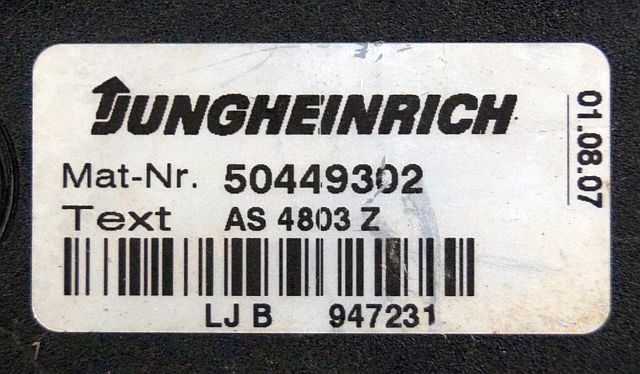 JUNGHEINRICH
Mat-Nr. 50449302
Text AS 4803 Z
LJ B 947231
01.08.07